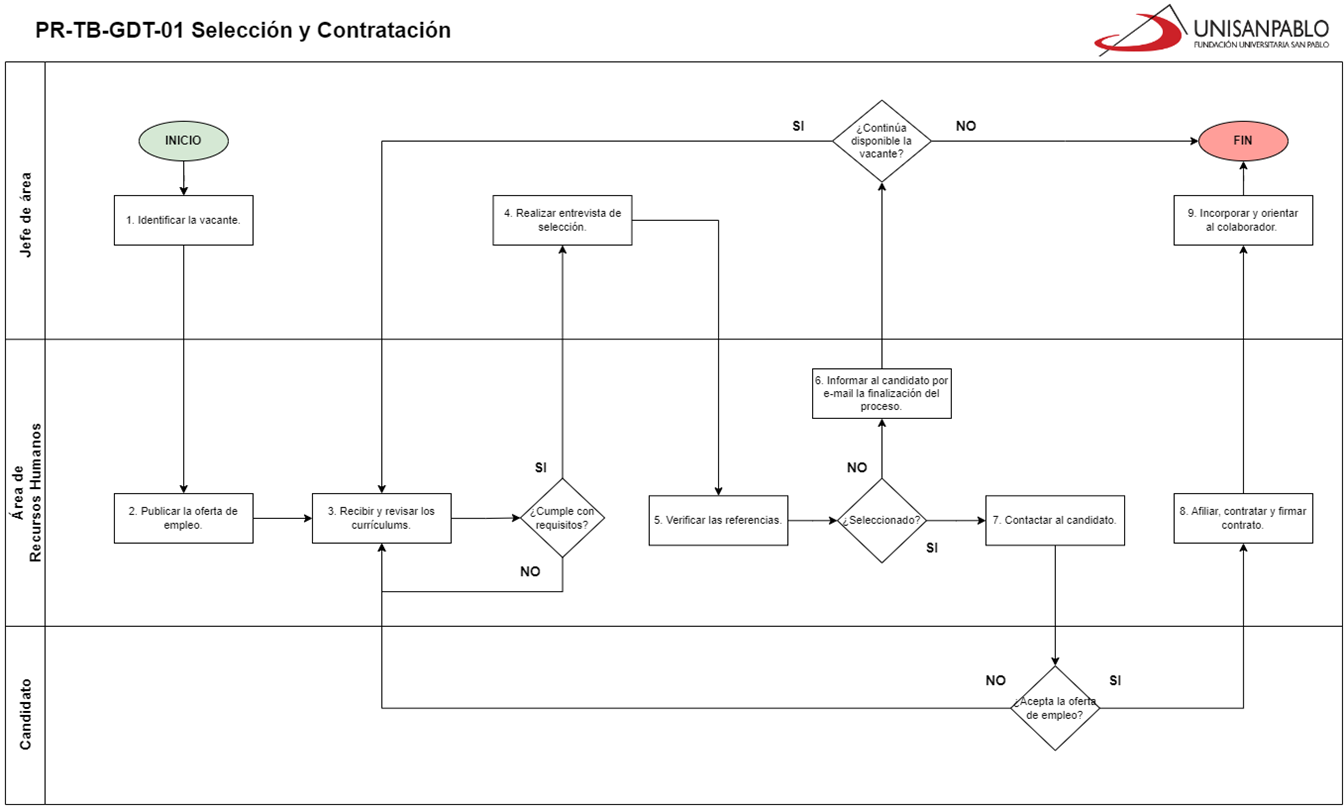 PR-TB-GDT-01 Selección y Contratación
UNISANPABLO
FUNDACIÓN UNIVERSITARIA SAN PABLO
Jefe de área
INICIO
1. Identificar la vacante.
4. Realizar entrevista de
selección.
SI
¿Continúa
disponible la
vacante?
NO
FIN
9. Incorporar y orientar
al colaborador.
Área de
Recursos Humanos
2. Publicar la oferta de
empleo.
3. Recibir y revisar los
currículums.
SI
¿Cumple con
requisitos?
NO
5. Verificar las referencias.
6. Informar al candidato por
e-mail la finalización del
proceso.
NO
¿Seleccionado?
SI
7. Contactar al candidato.
8. Afiliar, contratar y firmar
contrato.
Candidato
NO
¿Acepta la oferta
de empleo?
SI